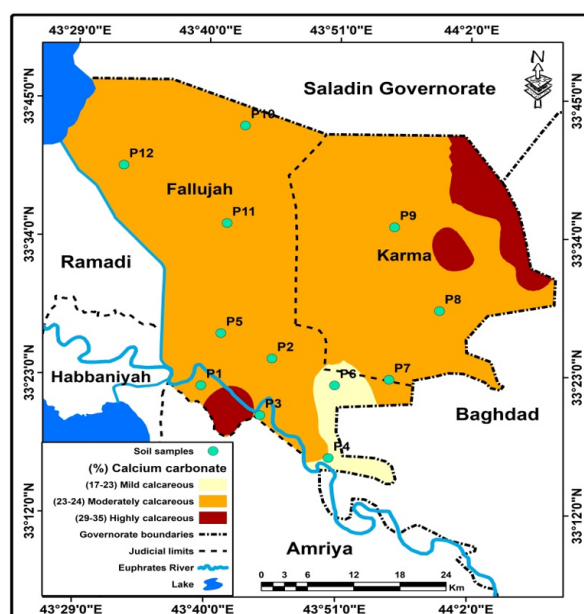 43°29'0"E 43°40'0"E 43°51'0"E 44°2'0"E
33°45'0"N
33°45'0"N
N
Saladin Governorate
P10
P12
Fallujah
P11
P9
33°34'0"N
33°34'0"N
Karma
Ramadi
P8
P5
P2
33°23'0"N
33°23'0"N
Habbaniyah
P1
P6
P7
P3
Baghdad
P4
Soil samples
(%) Calcium carbonate
(17-23) Mild calcareous
(23-24) Moderately calcareous
(29-35) Highly calcareous
Governorate boundaries
Judicial limits
Euphrates River
Lake
33°12'0"N
33°12'0"N
Amriya
0 3 6 12 18 24
Km
43°29'0"E 43°40'0"E 43°51'0"E 44°2'0"E